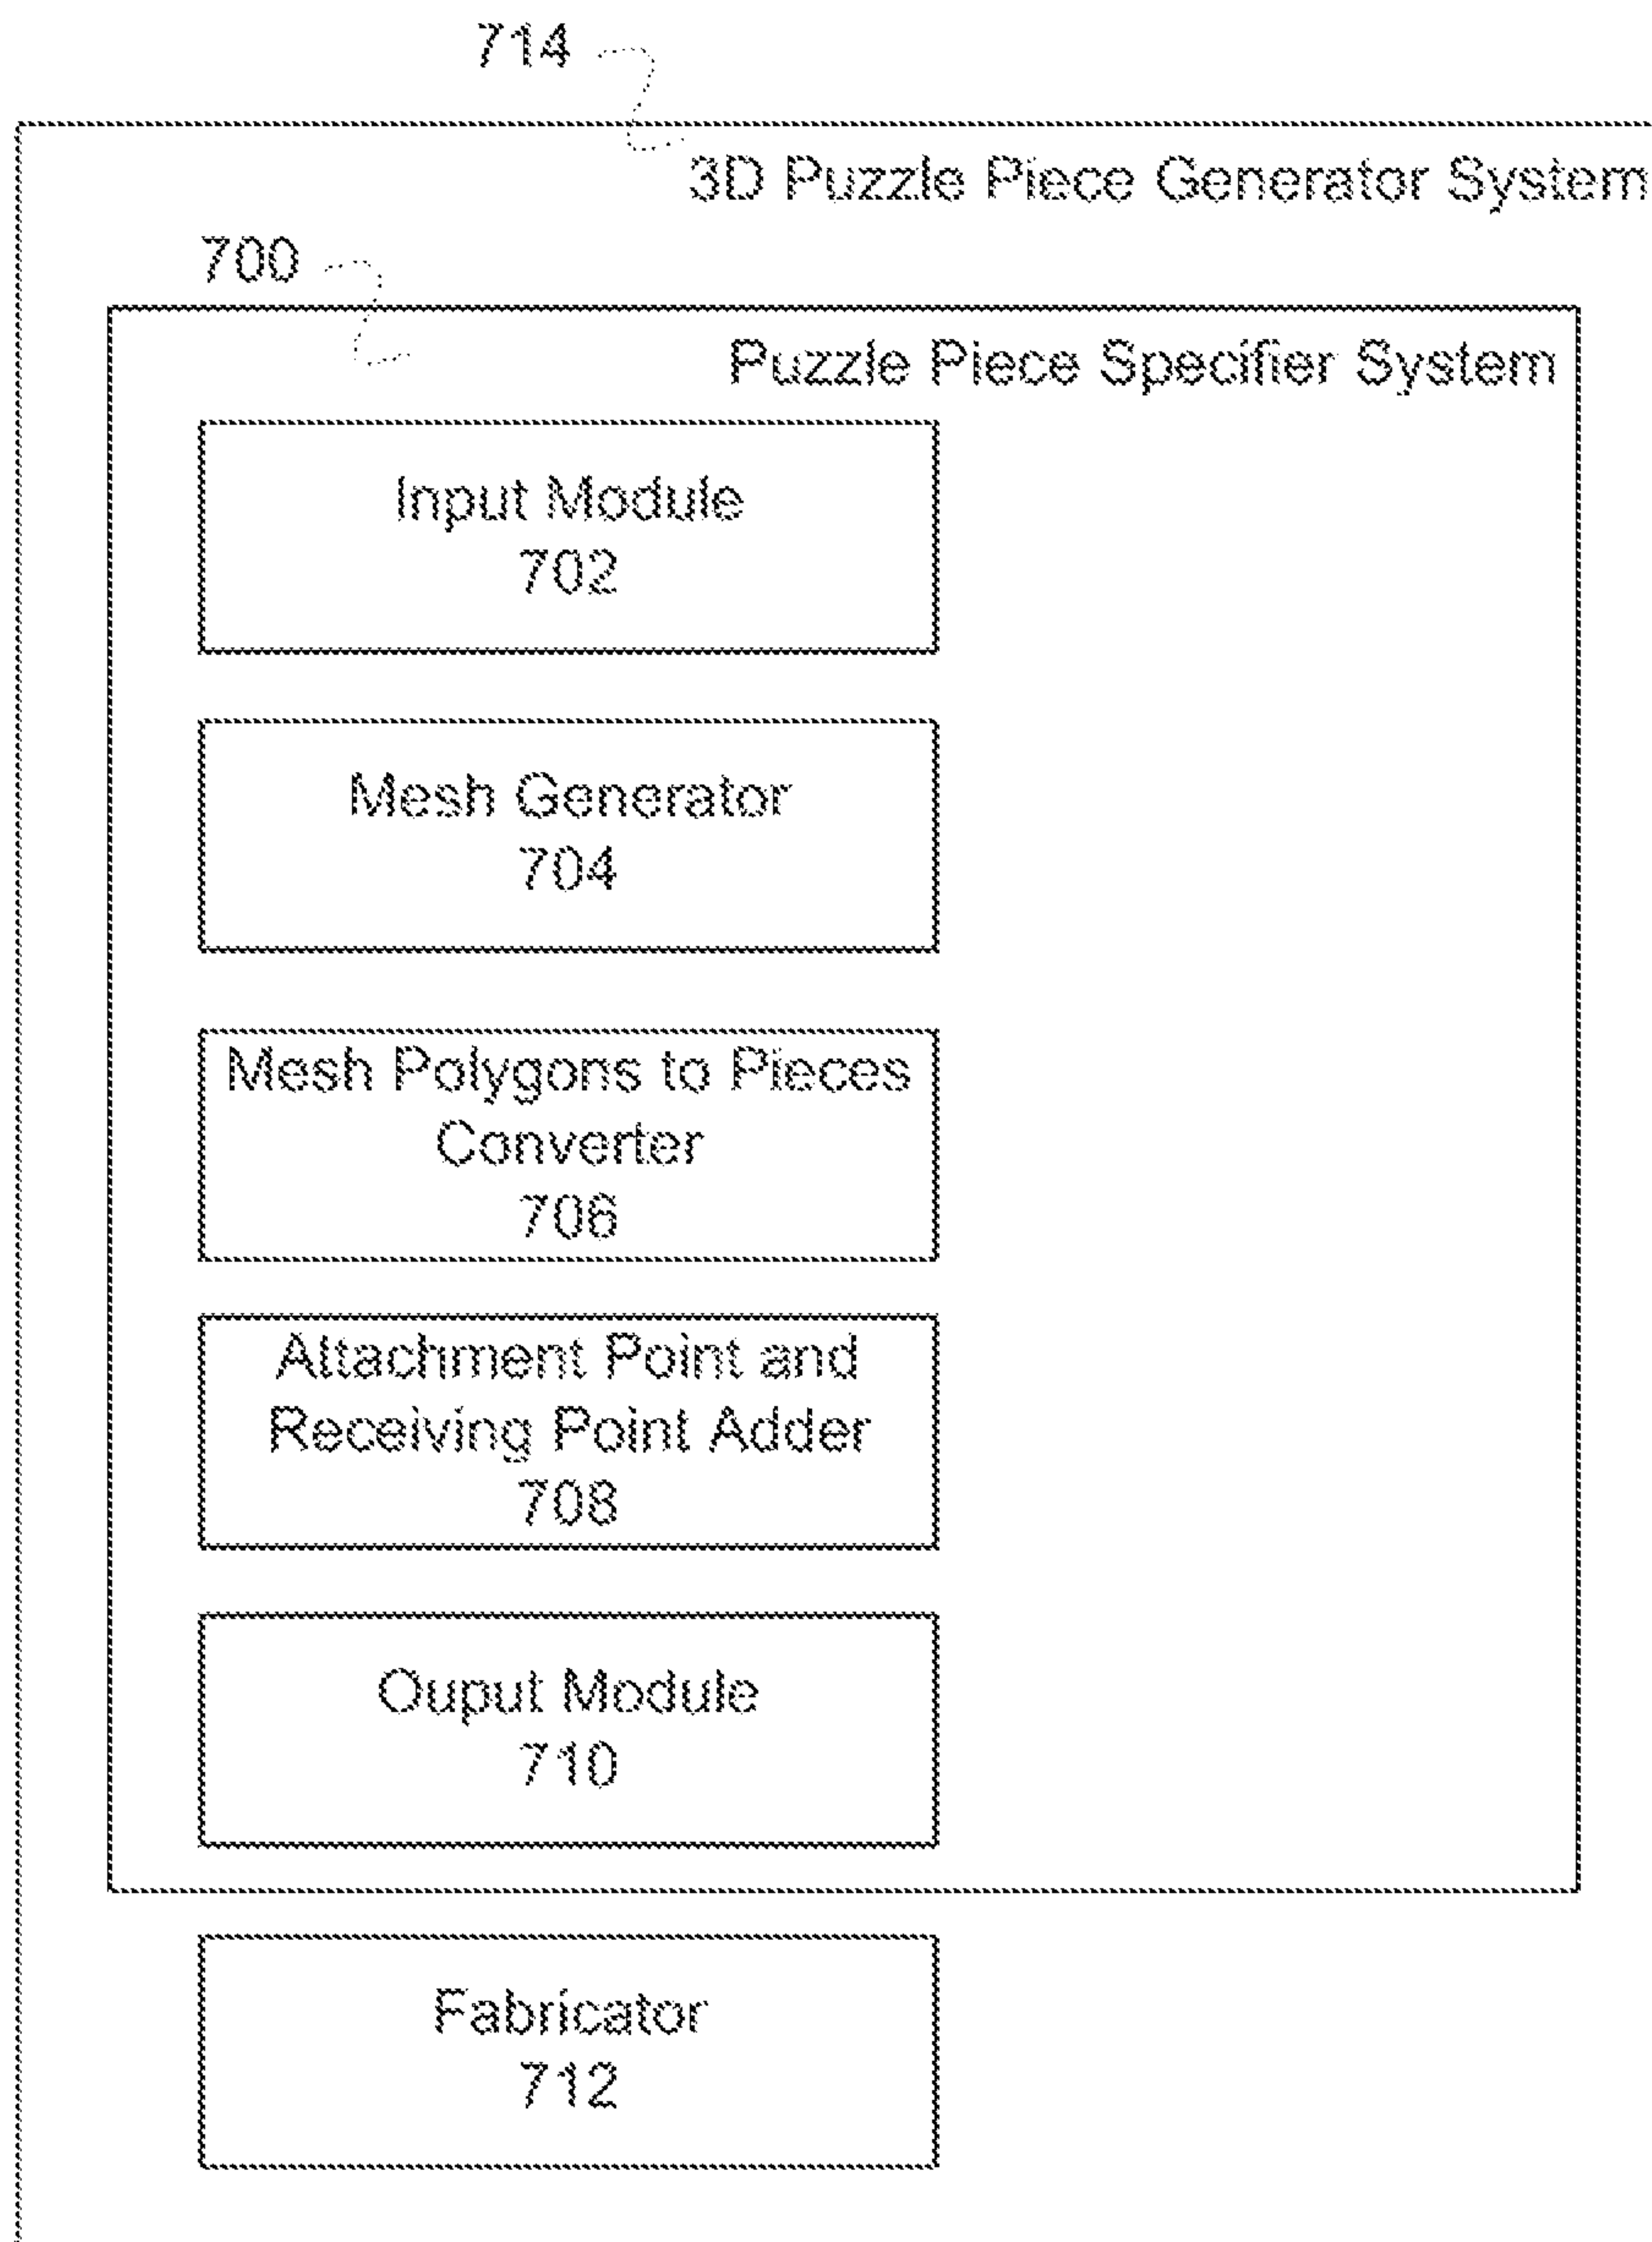 714
3D Puzzle Piece Generator System
700
Puzzle Piece Specifier System
Input Module
702
Mesh Generator
704
Mesh Polygons to Pieces
Converter
706
Attachment Point and
Receiving Point Adder
708
Ouput Module
710
Fabricator
712